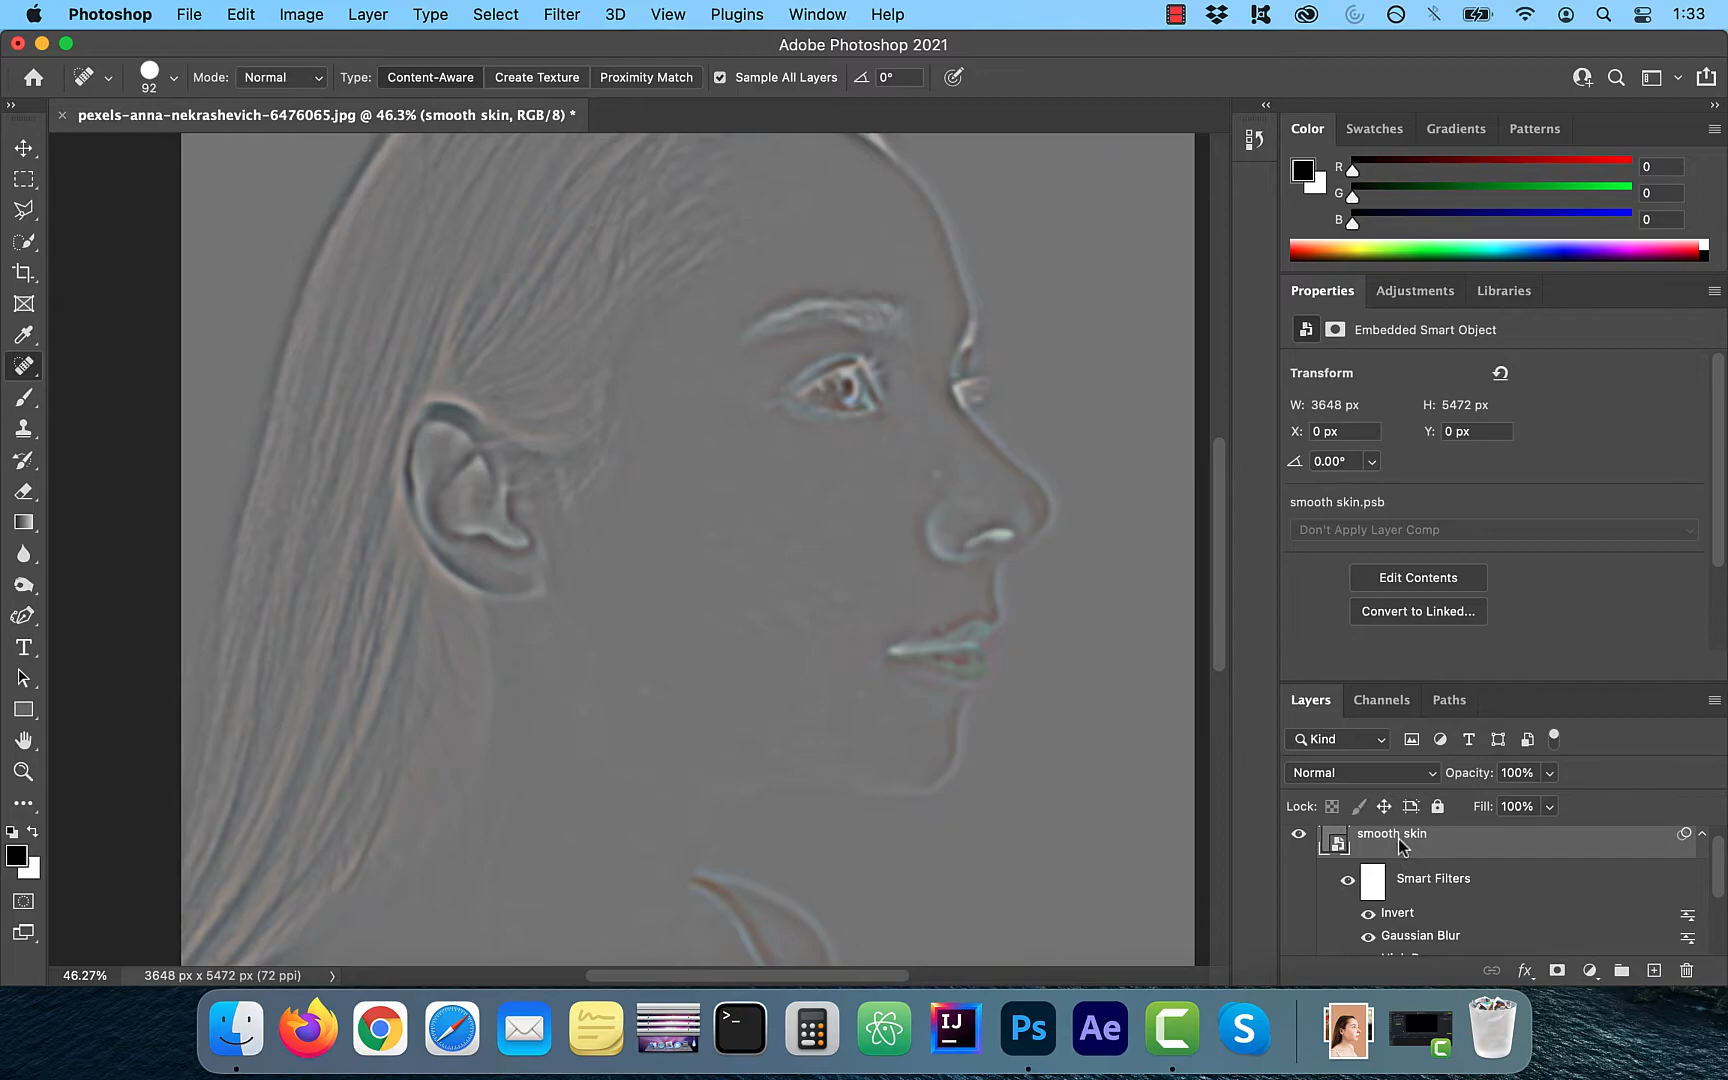 Photoshop File Edit Image Layer Type Select Filter 3D View Plugins Window Help 1:33
Adobe Photoshop 2021
92 Mode: Normal Type: Content-Aware Create Texture Proximity Match Sample All Layers 0°
pexels-anna-nekrashevich-6476065.jpg @ 46.3% (smooth skin, RGB/8) *
Color Swatches Gradients Patterns
R 0
G 0
B 0
Properties Adjustments Libraries
Embedded Smart Object
Transform
W: 3648 px H: 5472 px
X: 0 px Y: 0 px
0.00°
smooth skin.psb
Don't Apply Layer Comp
Edit Contents
Convert to Linked...
Layers Channels Paths
Kind
Normal Opacity: 100%
Lock: Fill: 100%
smooth skin
Smart Filters
Invert
Gaussian Blur
46.27% 3648 px x 5472 px (72 ppi)
IJ Ps Ae C S